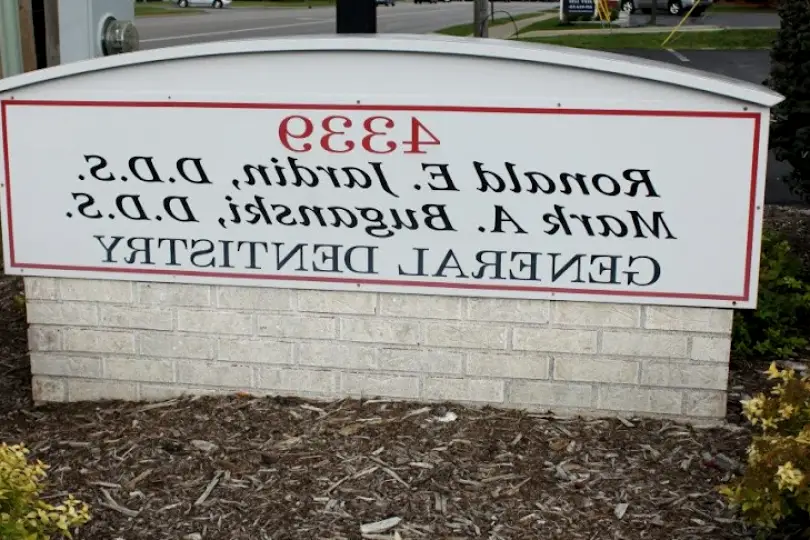 4339
Ronald E. Jardin, D.D.S.
Mark A. Buganski, D.D.S.
GENERAL DENTISTRY